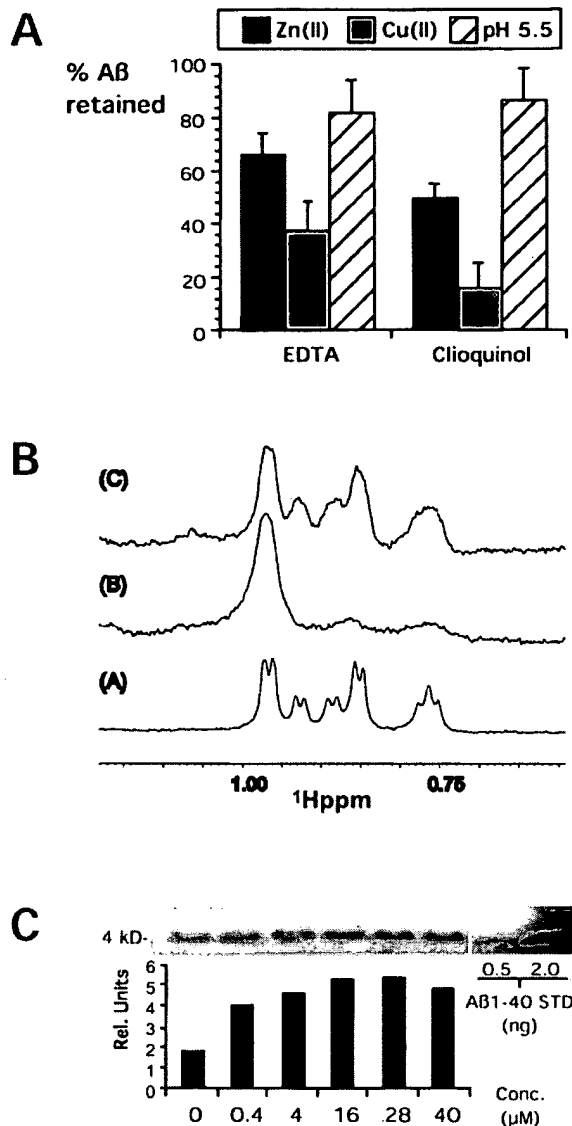 A
Zn(II) Cu(II) pH 5.5
% Aß
retained
100
80
60
40
20
0
EDTA Clioquinol
B
(C)
(B)
(A)
1.00 0.75
¹Hppm
C
4 kD-
0.5 2.0
Aß1-40 STD
(ng)
Rel. Units
6
5
4
3
2
1
0
0 0.4 4 16 .28 40
Conc.
(µM)